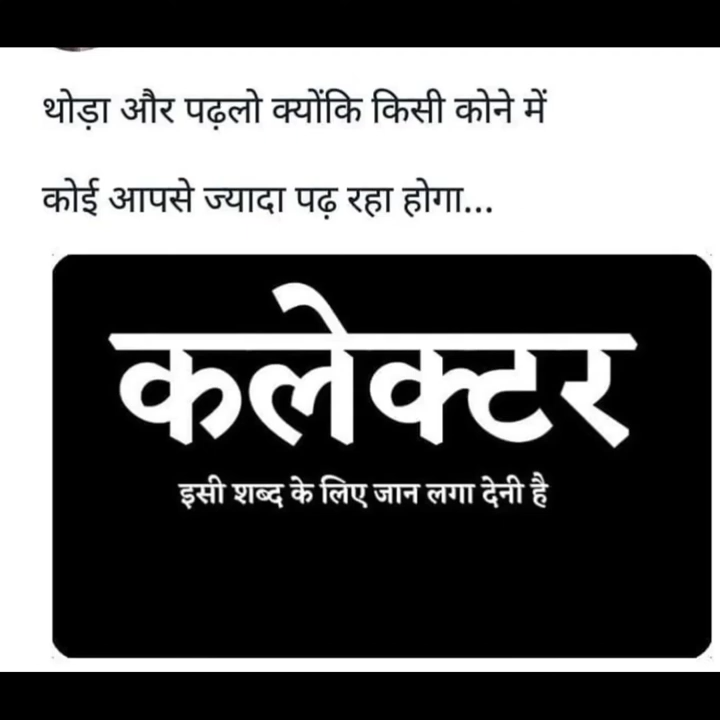 थोड़ा और पढ़लो क्योंकि किसी कोने में
कोई आपसे ज्यादा पढ़ रहा होगा...
कलेक्टर
इसी शब्द के लिए जान लगा देनी है